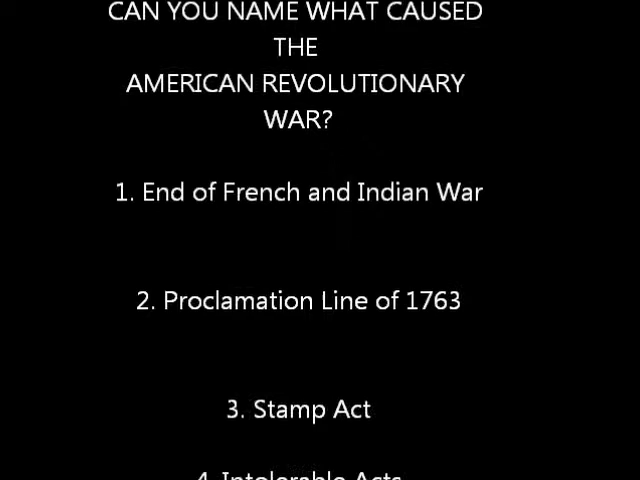 CAN YOU NAME WHAT CAUSED
THE
AMERICAN REVOLUTIONARY
WAR?
1. End of French and Indian War
2. Proclamation Line of 1763
3. Stamp Act
4. Intolerable Acts